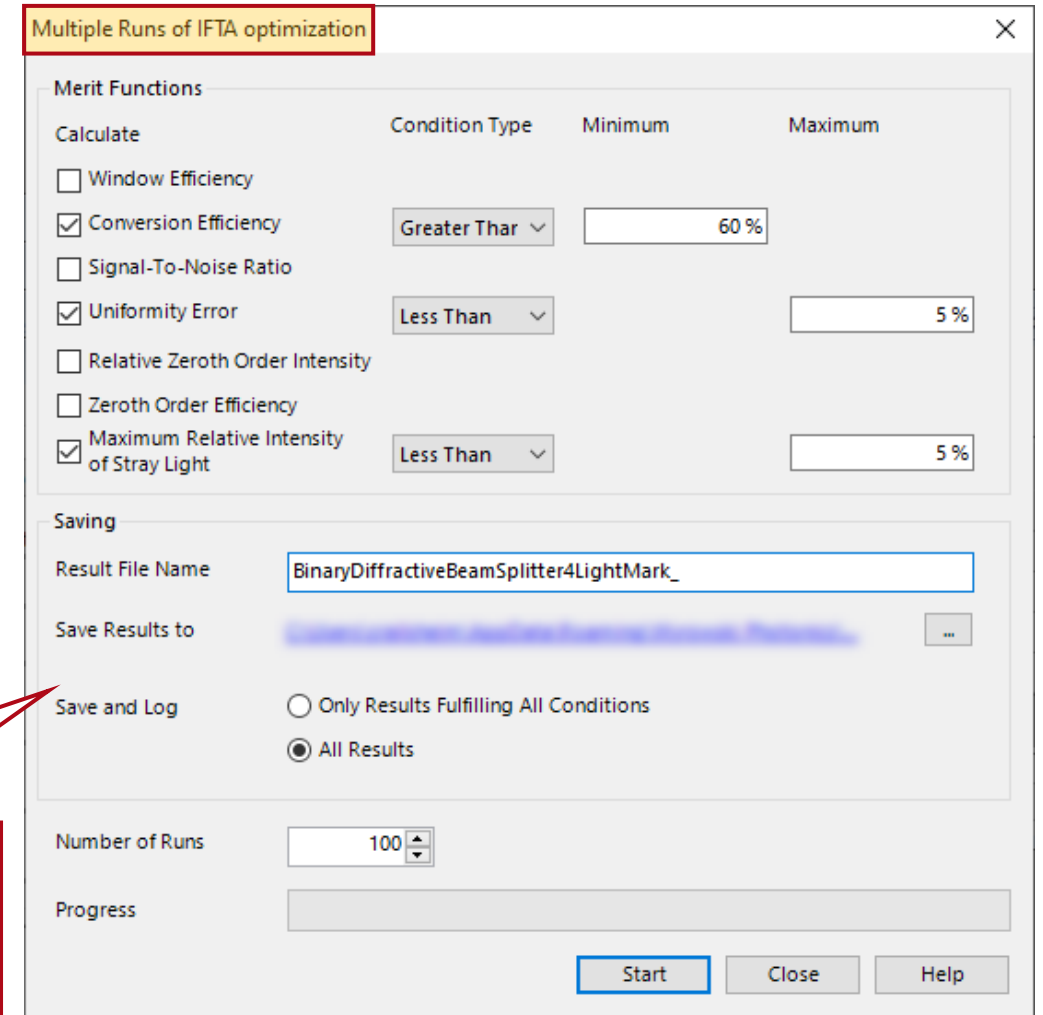 Multiple Runs of IFTA optimization
Merit Functions
Calculate Condition Type Minimum Maximum
Window Efficiency
Conversion Efficiency Greater Thar 60 %
Signal-To-Noise Ratio
Uniformity Error Less Than 5 %
Relative Zeroth Order Intensity
Zeroth Order Efficiency
Maximum Relative Intensity
of Stray Light Less Than 5 %
Saving
Result File Name BinaryDiffractiveBeamSplitter4LightMark_
Save Results to ...
Save and Log Only Results Fulfilling All Conditions
All Results
Number of Runs 100
Progress
Start Close Help